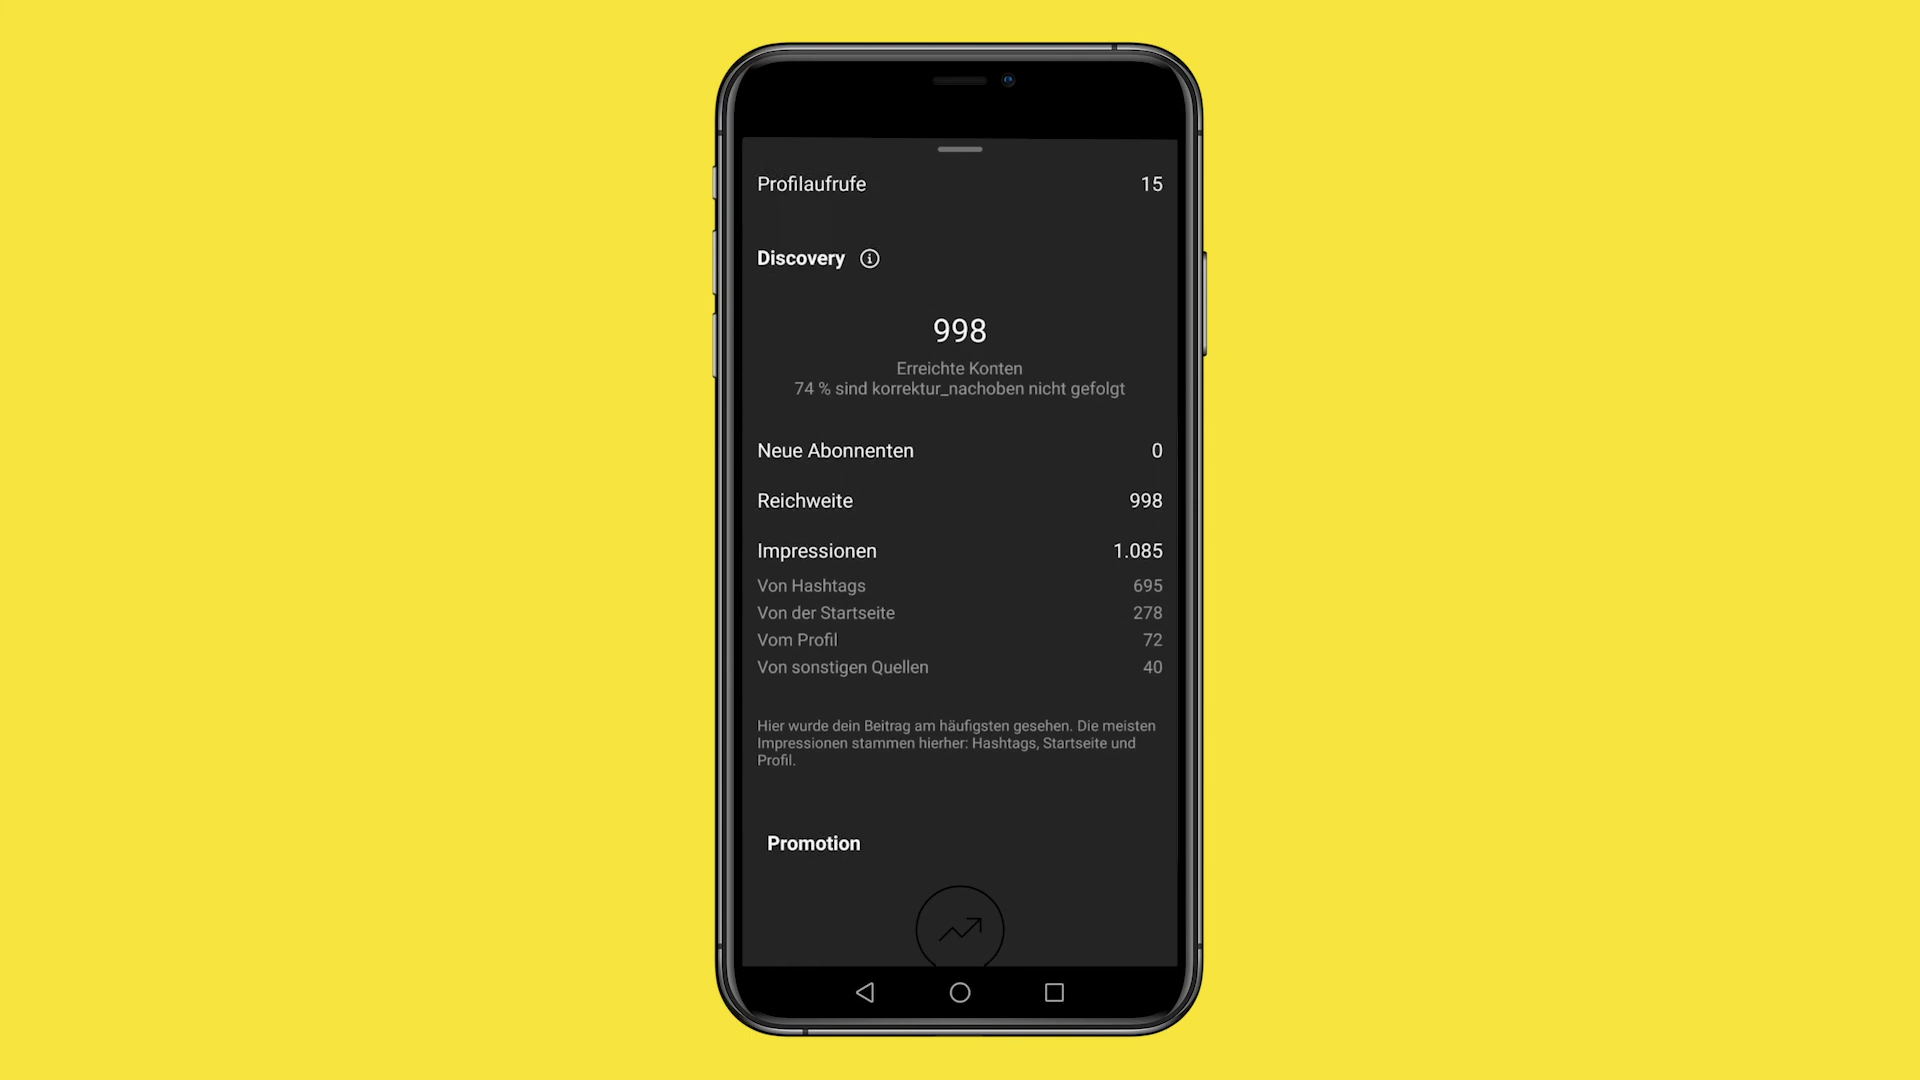 Profilaufrufe 15
Discovery
998
Erreichte Konten
74 % sind korrektur_nachoben nicht gefolgt
Neue Abonnenten 0
Reichweite 998
Impressionen 1.085
Von Hashtags 695
Von der Startseite 278
Vom Profil 72
Von sonstigen Quellen 40
Hier wurde dein Beitrag am häufigsten gesehen. Die meisten
Impressionen stammen hierher: Hashtags, Startseite und
Profil.
Promotion